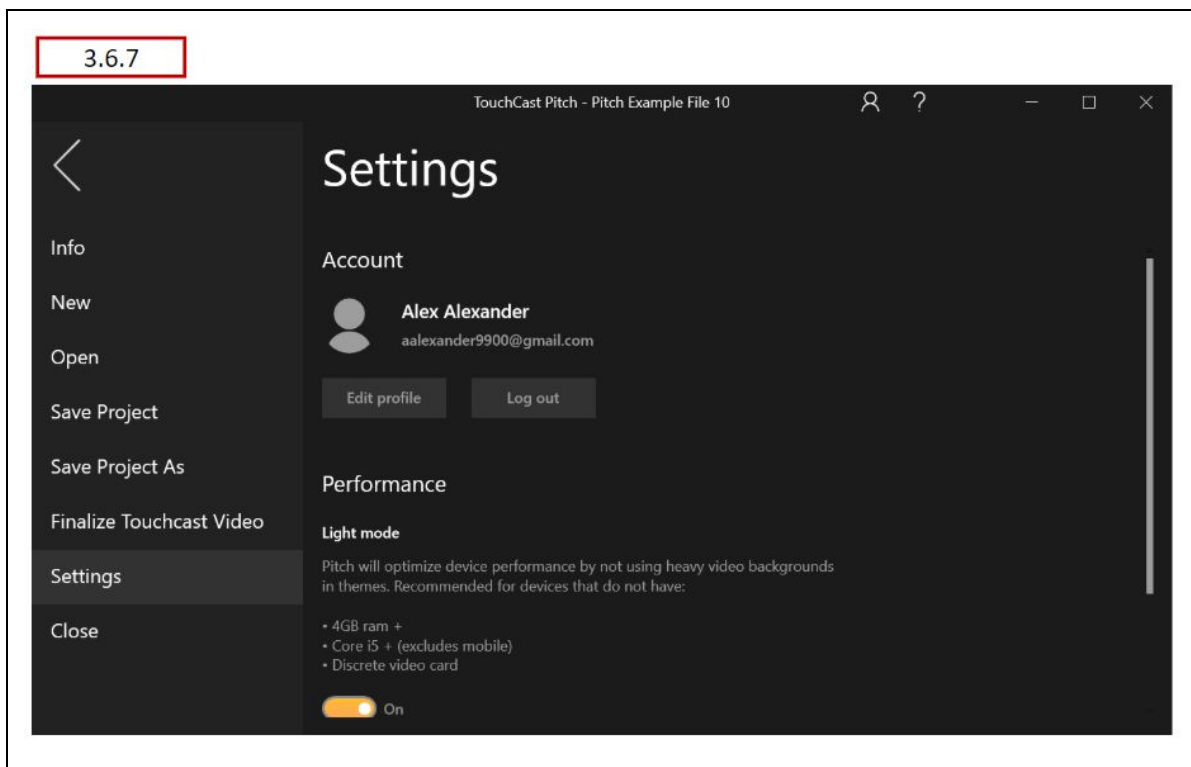 3.6.7
TouchCast Pitch - Pitch Example File 10
?
Settings
Info
New
Open
Save Project
Save Project As
Finalize Touchcast Video
Settings
Close
Account
Alex Alexander
aalexander9900@gmail.com
Edit profile
Log out
Performance
Light mode
Pitch will optimize device performance by not using heavy video backgrounds
in themes. Recommended for devices that do not have:
• 4GB ram +
• Core i5 + (excludes mobile)
• Discrete video card
On